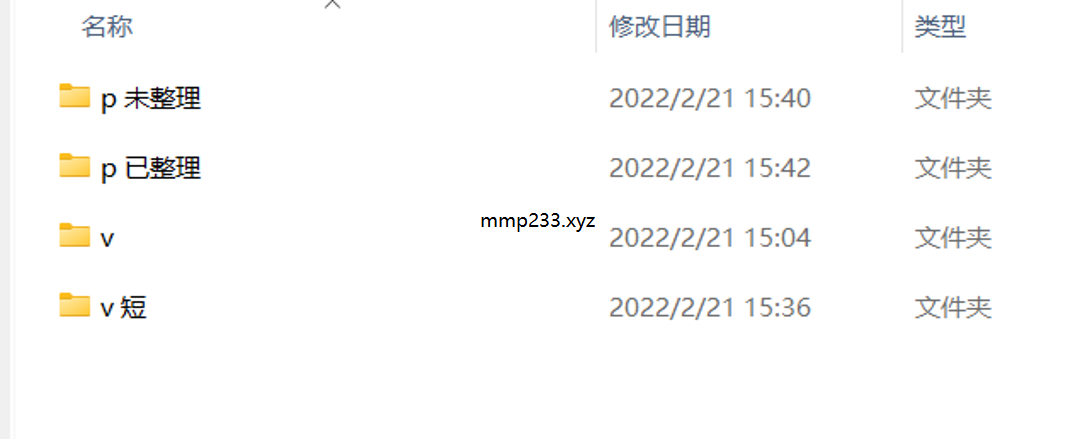 名称 修改日期 类型
p 未整理 2022/2/21 15:40 文件夹
p 已整理 2022/2/21 15:42 文件夹
mmp233.xyz
v 2022/2/21 15:04 文件夹
v 短 2022/2/21 15:36 文件夹